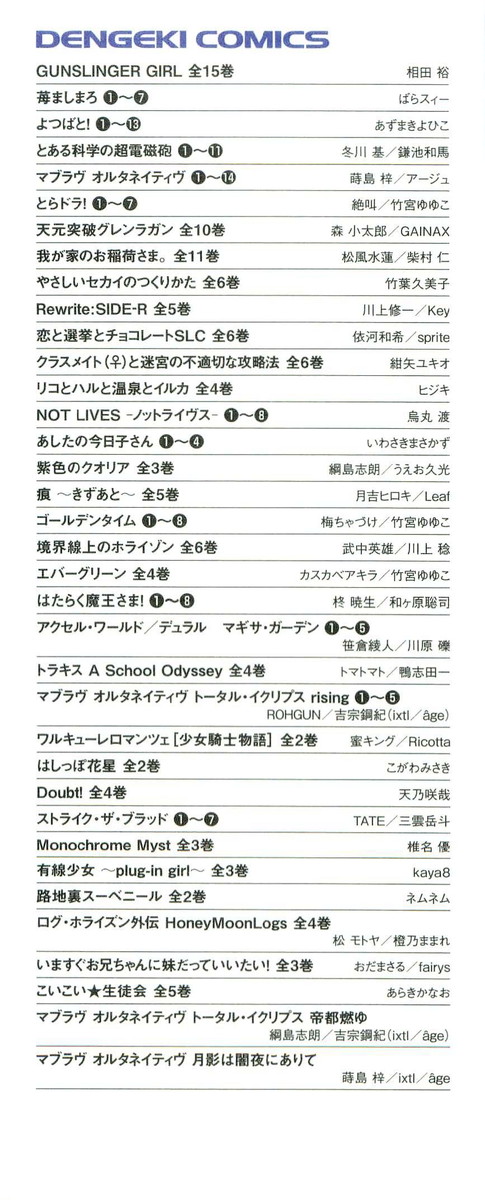 DENGEKI COMICS
GUNSLINGER GIRL 全15巻 相田 裕
苺ましまろ ❶〜❼ ばらスィー
よつばと! ❶〜⓭ あずまきよひこ
とある科学の超電磁砲 ❶〜⓫ 冬川 基／鎌池和馬
マブラヴ オルタネイティヴ ❶〜⓮ 蒔島 梓／アージュ
とらドラ! ❶〜❼ 絶叫／竹宮ゆゆこ
天元突破グレンラガン 全10巻 森 小太郎／GAINAX
我が家のお稲荷さま。 全11巻 松風水蓮／柴村 仁
やさしいセカイのつくりかた 全6巻 竹葉久美子
Rewrite:SIDE-R 全5巻 川上修一／Key
恋と選挙とチョコレートSLC 全6巻 依河和希／sprite
クラスメイト(♀)と迷宮の不適切な攻略法 全6巻 紺矢ユキオ
リコとハルと温泉とイルカ 全4巻 ヒジキ
NOT LIVES -ノットライヴス- ❶〜❽ 烏丸 渡
あしたの今日子さん ❶〜❹ いわさきまさかず
紫色のクオリア 全3巻 綱島志朗／うえお久光
痕 〜きずあと〜 全5巻 月吉ヒロキ／Leaf
ゴールデンタイム ❶〜❽ 梅ちゃづけ／竹宮ゆゆこ
境界線上のホライゾン 全6巻 武中英雄／川上 稔
エバーグリーン 全4巻 カスカベアキラ／竹宮ゆゆこ
はたらく魔王さま! ❶〜❽ 柊 暁生／和ヶ原聡司
アクセル・ワールド／デュラル マギサ・ガーデン ❶〜❺
笹倉綾人／川原 礫
トラキス A School Odyssey 全4巻 トマトマト／鴨志田一
マブラヴ オルタネイティヴ トータル・イクリプス rising ❶〜❺
ROHGUN／吉宗鋼紀(ixtl／âge)
ワルキューレロマンツェ[少女騎士物語] 全2巻 蜜キング／Ricotta
はしっぽ花星 全2巻 こがわみさき
Doubt! 全4巻 天乃咲哉
ストライク・ザ・ブラッド ❶〜❼ TATE／三雲岳斗
Monochrome Myst 全3巻 椎名 優
有線少女 〜plug-in girl〜 全3巻 kaya8
路地裏スーベニール 全2巻 ネムネム
ログ・ホライズン外伝 HoneyMoonLogs 全4巻
松 モトヤ／橙乃ままれ
いますぐお兄ちゃんに妹だっていいたい! 全3巻 おだまさる／fairys
こいこい★生徒会 全5巻 あらきかなお
マブラヴ オルタネイティヴ トータル・イクリプス 帝都燃ゆ
綱島志朗／吉宗鋼紀(ixtl／âge)
マブラヴ オルタネイティヴ 月影は闇夜にありて
蒔島 梓／ixtl／âge